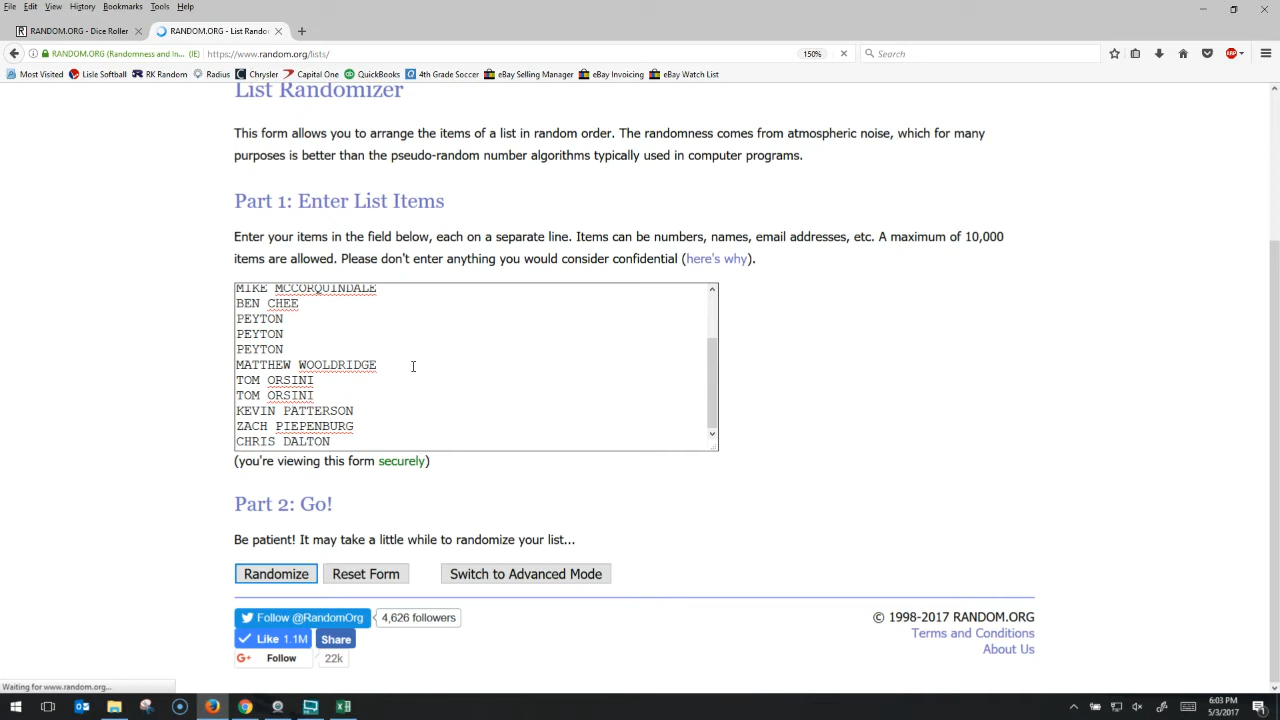 File Edit View History Bookmarks Tools Help
RANDOM.ORG - Dice Roller
RANDOM.ORG - List Rando
RANDOM.ORG (Randomness and In... (IE) https://www.random.org/lists/ 150% Search
Most Visited Lisle Softball RK Random Radius Chrysler Capital One QuickBooks 4th Grade Soccer eBay Selling Manager eBay Invoicing eBay Watch List
List Randomizer
This form allows you to arrange the items of a list in random order. The randomness comes from atmospheric noise, which for many
purposes is better than the pseudo-random number algorithms typically used in computer programs.
Part 1: Enter List Items
Enter your items in the field below, each on a separate line. Items can be numbers, names, email addresses, etc. A maximum of 10,000
items are allowed. Please don't enter anything you would consider confidential (here's why).
MIKE MCCORQUINDALE
BEN CHEE
PEYTON
PEYTON
PEYTON
MATTHEW WOOLDRIDGE
TOM ORSINI
TOM ORSINI
KEVIN PATTERSON
ZACH PIEPENBURG
CHRIS DALTON
(you're viewing this form securely)
Part 2: Go!
Be patient! It may take a little while to randomize your list...
Randomize Reset Form Switch to Advanced Mode
Follow @RandomOrg 4,626 followers
Like 1.1M Share
G+ Follow 22k
© 1998-2017 RANDOM.ORG
Terms and Conditions
About Us
Waiting for www.random.org...
6:03 PM
5/3/2017